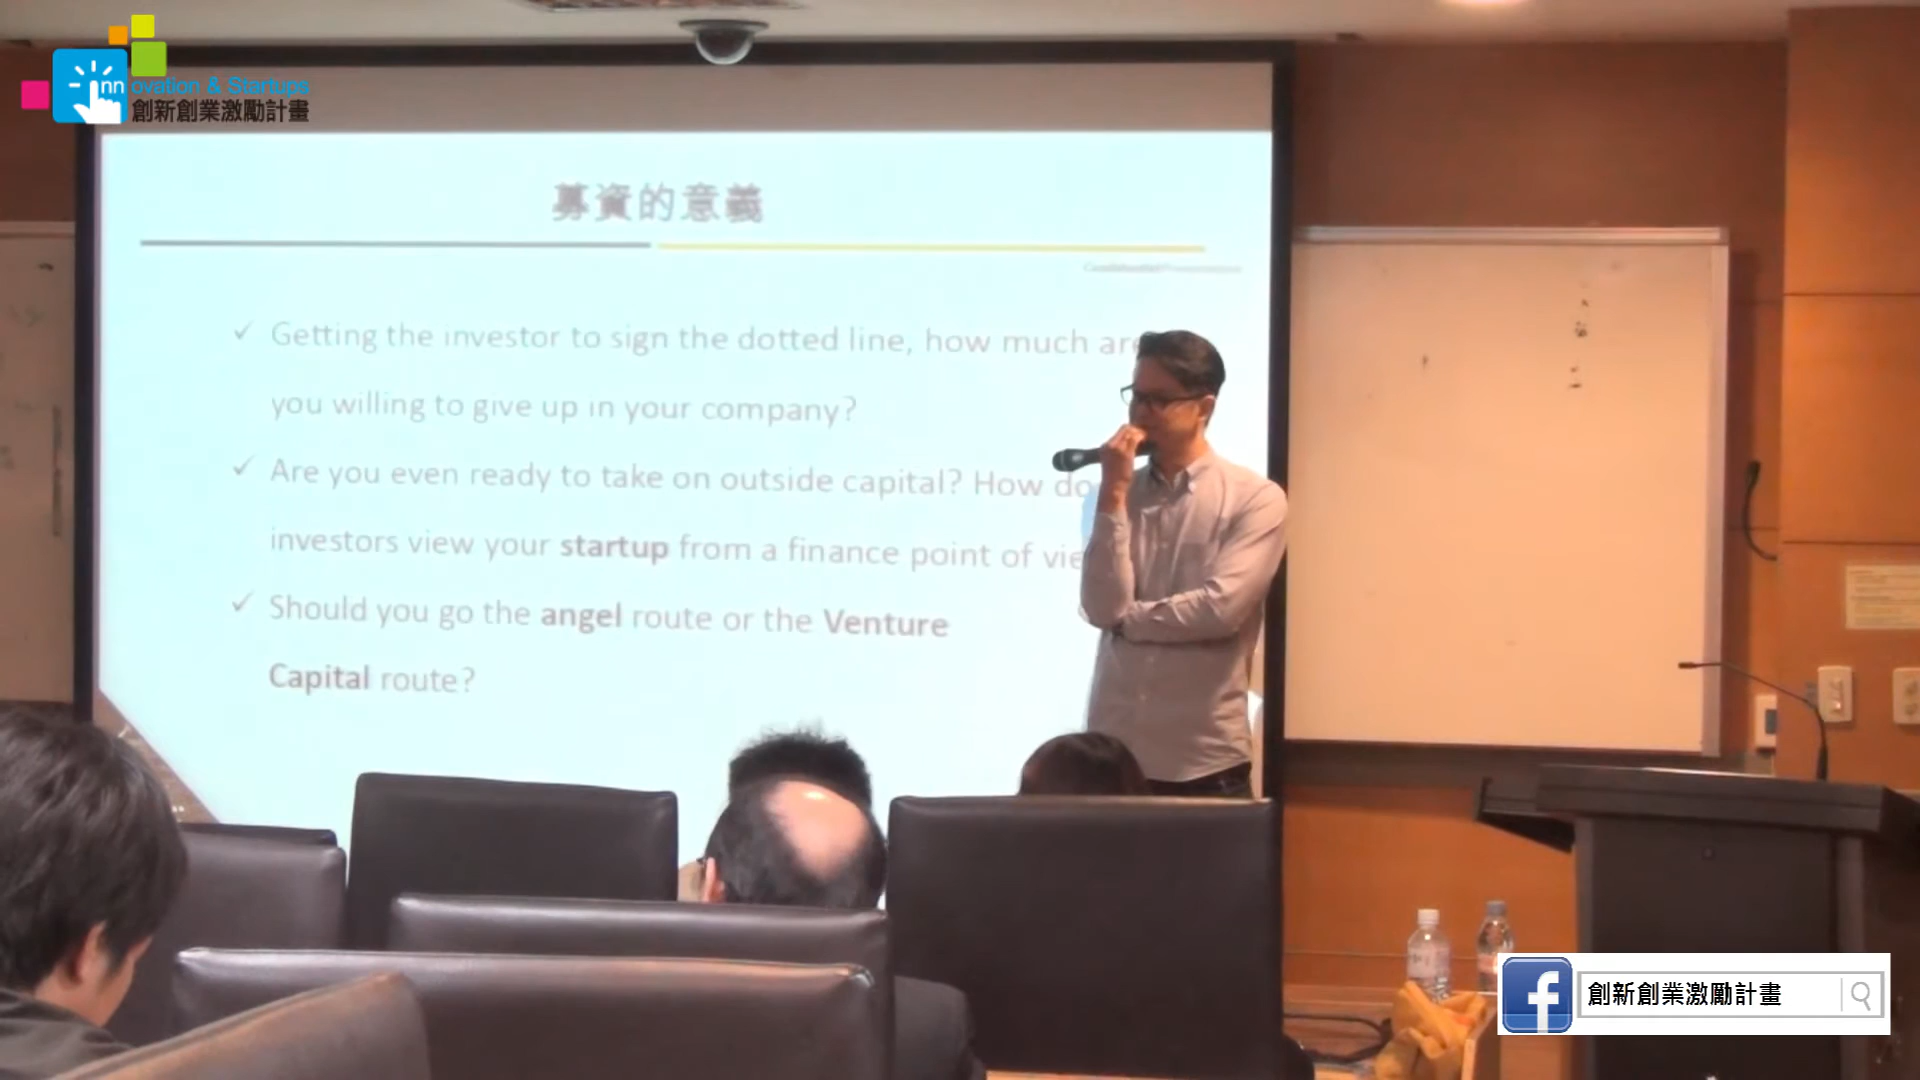 Innovation & Startups
創新創業激勵計畫
募資的意義
✓ Getting the investor to sign the dotted line, how much are
you willing to give up in your company?
✓ Are you even ready to take on outside capital? How do
investors view your startup from a finance point of vie
✓ Should you go the angel route or the Venture
Capital route?
創新創業激勵計畫